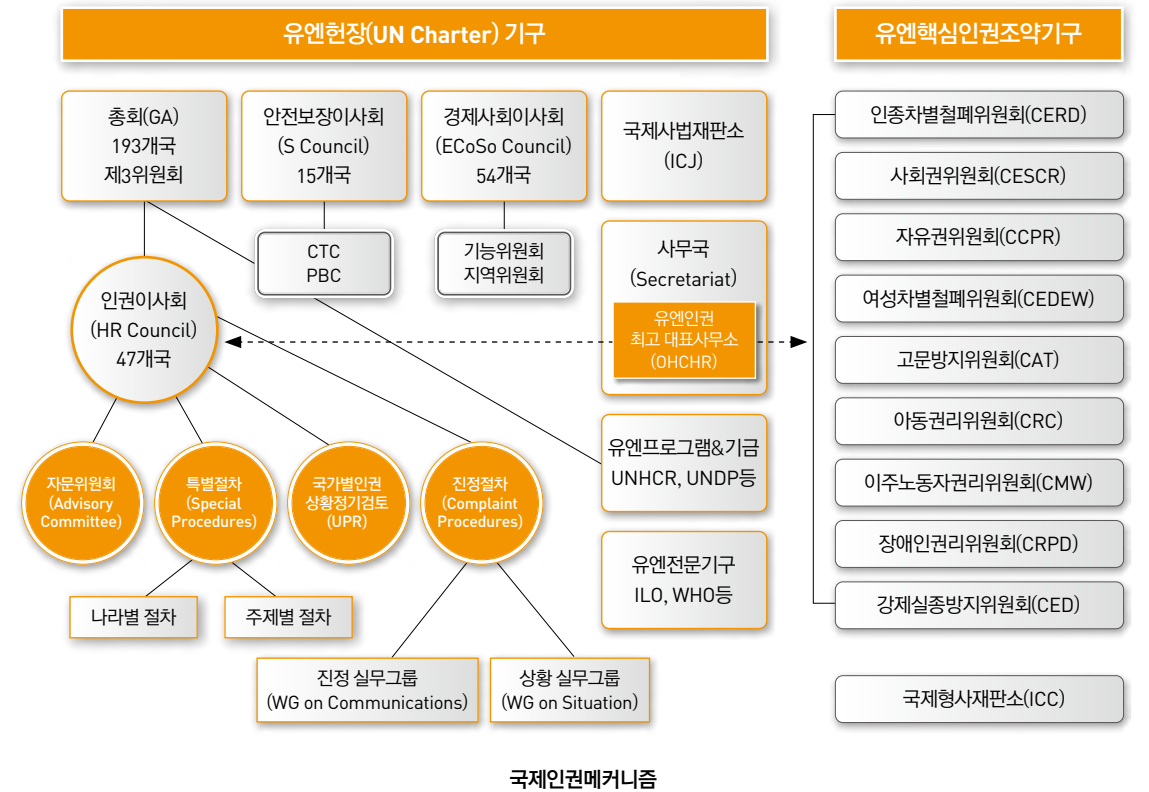 유엔헌장(UN Charter) 기구
유엔핵심인권조약기구
총회(GA)
193개국
제3위원회
안전보장이사회
(S Council)
15개국
경제사회이사회
(ECoSo Council)
54개국
국제사법재판소
(ICJ)
CTC
PBC
기능위원회
지역위원회
사무국
(Secretariat)
유엔인권
최고 대표사무소
(OHCHR)
인권이사회
(HR Council)
47개국
자문위원회
(Advisory
Committee)
특별절차
(Special
Procedures)
국가별인권
상황정기검토
(UPR)
진정절차
(Complaint
Procedures)
유엔프로그램&기금
UNHCR, UNDP등
유엔전문기구
ILO, WHO등
나라별 절차
주제별 절차
진정 실무그룹
(WG on Communications)
상황 실무그룹
(WG on Situation)
인종차별철폐위원회(CERD)
사회권위원회(CESCR)
자유권위원회(CCPR)
여성차별철폐위원회(CEDEW)
고문방지위원회(CAT)
아동권리위원회(CRC)
이주노동자권리위원회(CMW)
장애인권리위원회(CRPD)
강제실종방지위원회(CED)
국제형사재판소(ICC)
국제인권메커니즘